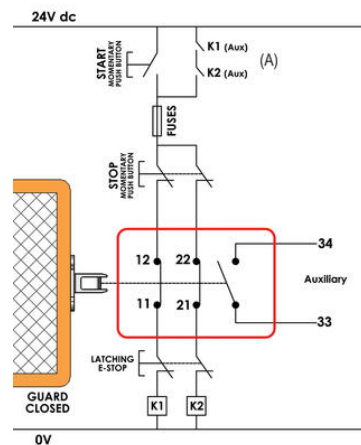 24V dc
K1 (Aux)
K2 (Aux)
(A)
START
MOMENTARY
PUSH BUTTON
FUSES
STOP
MOMENTARY
PUSH BUTTON
12
22
34
Auxiliary
11
21
33
LATCHING
E-STOP
GUARD
CLOSED
K1
K2
0V